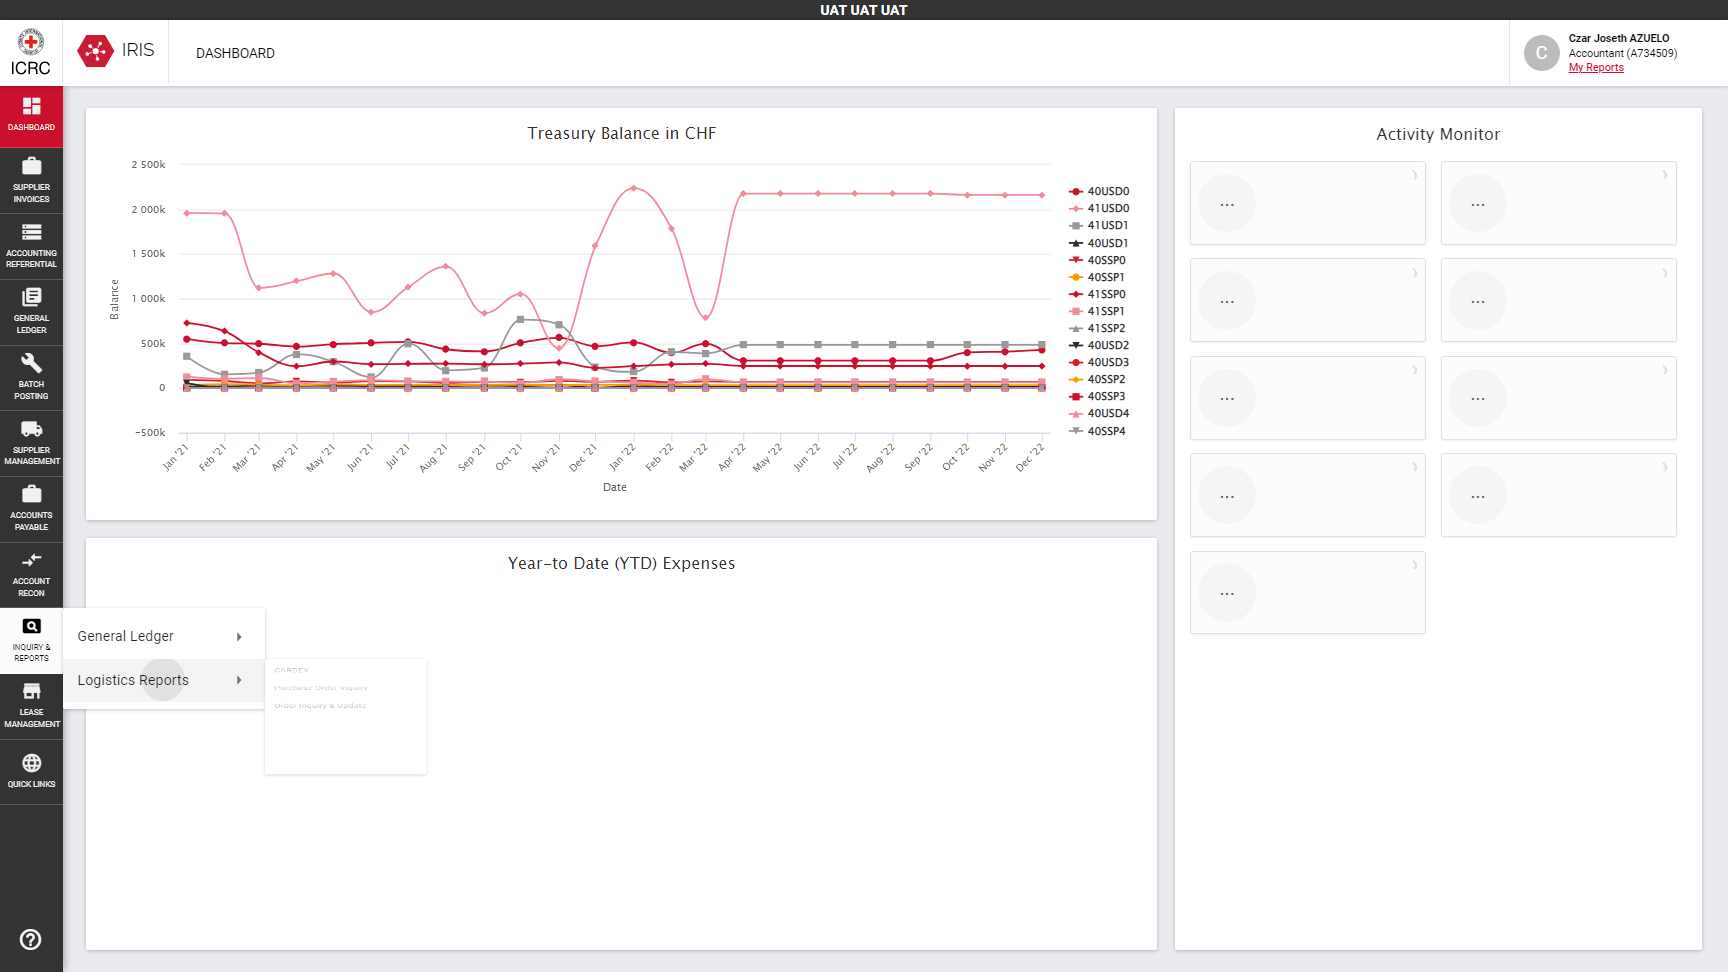 UAT UAT UAT
ICRC
IRIS
DASHBOARD
C
Czar Joseth AZUELO
Accountant (A734509)
My Reports
DASHBOARD
SUPPLIER
INVOICES
ACCOUNTING
REFERENTIAL
GENERAL
LEDGER
BATCH
POSTING
SUPPLIER
MANAGEMENT
ACCOUNTS
PAYABLE
ACCOUNT
RECON
INQUIRY &
REPORTS
LEASE
MANAGEMENT
QUICK LINKS
General Ledger
Logistics Reports
CARDEX
Purchase Order Inquiry
Order Inquiry & Update
Treasury Balance in CHF
Balance
2 500k
2 000k
1 500k
1 000k
500k
0
-500k
Jan '21
Feb '21
Mar '21
Apr '21
May '21
Jun '21
Jul '21
Aug '21
Sep '21
Oct '21
Nov '21
Dec '21
Jan '22
Feb '22
Mar '22
Apr '22
May '22
Jun '22
Jul '22
Aug '22
Sep '22
Oct '22
Nov '22
Dec '22
Date
40USD0
41USD0
41USD1
40USD1
40SSP0
40SSP1
41SSP0
41SSP1
41SSP2
40USD2
40USD3
40SSP2
40SSP3
40USD4
40SSP4
Year-to Date (YTD) Expenses
Activity Monitor
...
...
...
...
...
...
...
...
...